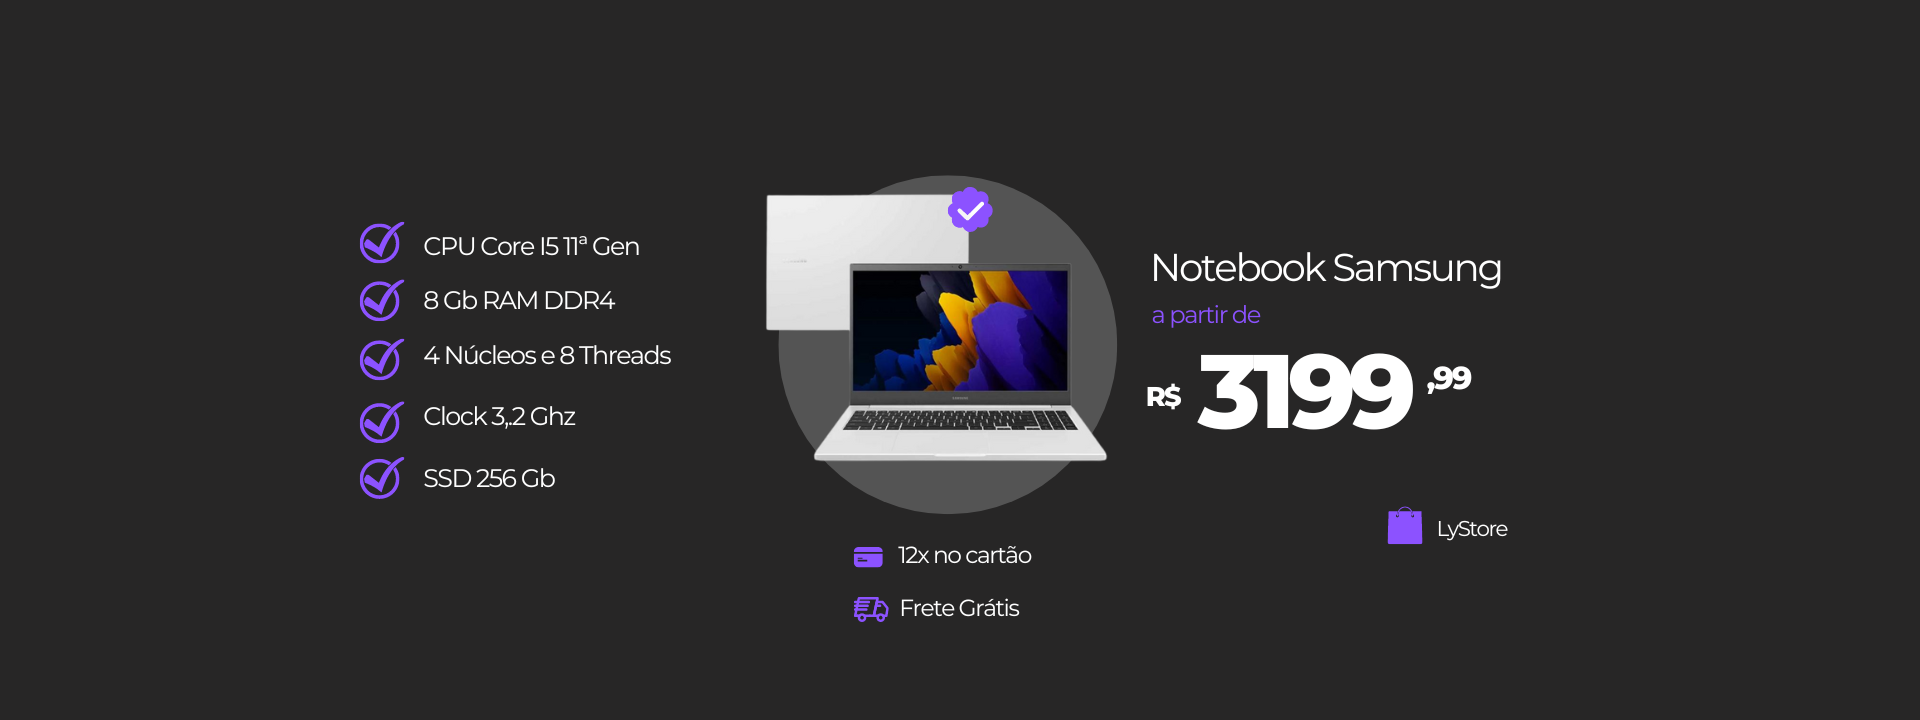 CPU Core I5 11ª Gen
8 Gb RAM DDR4
4 Núcleos e 8 Threads
Clock 3,.2 Ghz
SSD 256 Gb
12x no cartão
Frete Grátis
Notebook Samsung
a partir de
R$ 3199 ,99
LyStore